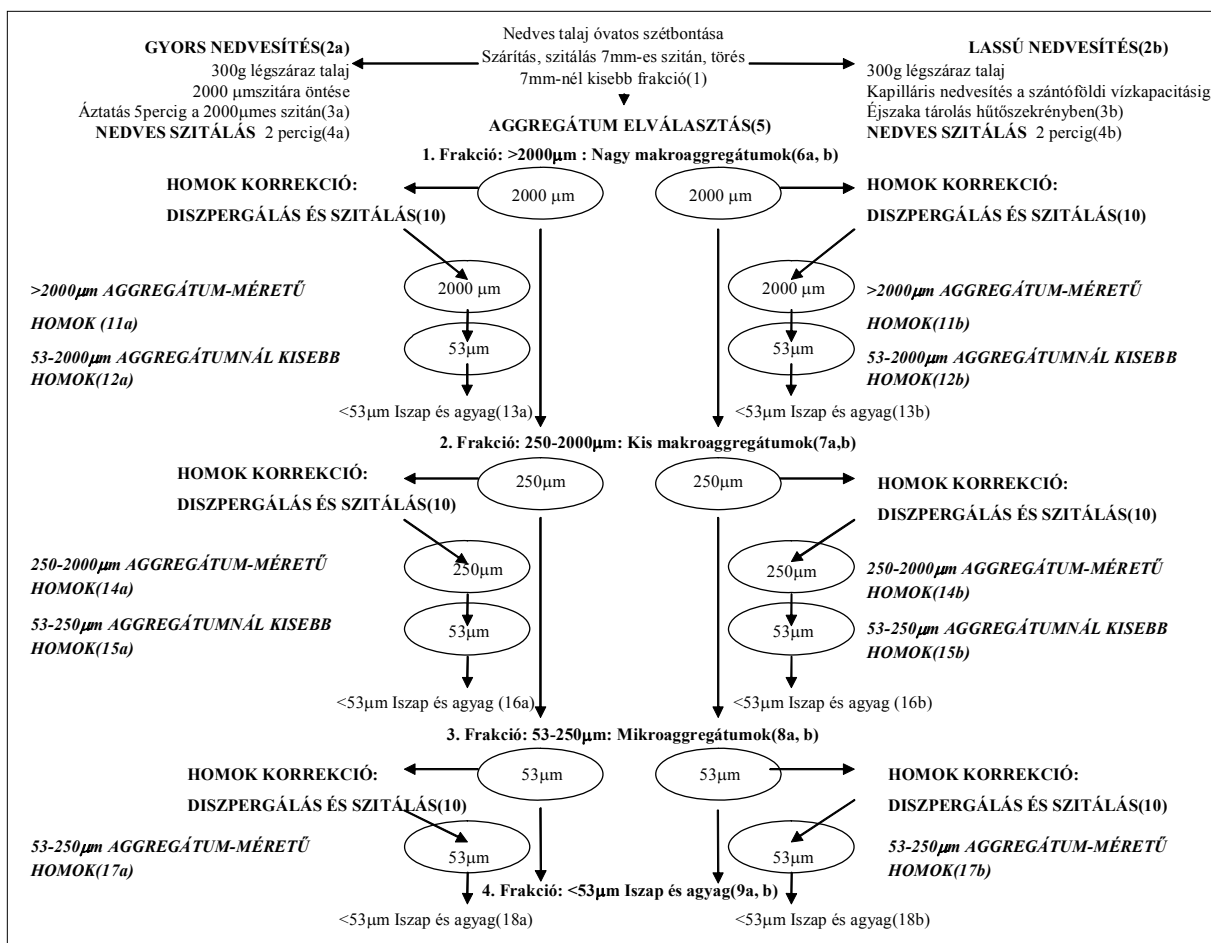 Nedves talaj óvatos szétbontása
Szárítás, szitálás 7mm-es szitán, törés
7mm-nél kisebb frakció(1)
GYORS NEDVESÍTÉS(2a)
300g légszáraz talaj
2000 µmszitára öntése
Áztatás 5percig a 2000µmes szitán(3a)
NEDVES SZITÁLÁS 2 percig(4a)
LASSÚ NEDVESÍTÉS(2b)
300g légszáraz talaj
Kapilláris nedvesítés a szántóföldi vízkapacitásig
Éjszaka tárolás hűtőszekrényben(3b)
NEDVES SZITÁLÁS 2 percig(4b)
AGGREGÁTUM ELVÁLASZTÁS(5)
1. Frakció: >2000µm : Nagy makroaggregátumok(6a, b)
HOMOK KORREKCIÓ:
DISZPERGÁLÁS ÉS SZITÁLÁS(10)
2000 µm
2000 µm
HOMOK KORREKCIÓ:
DISZPERGÁLÁS ÉS SZITÁLÁS(10)
>2000µm AGGREGÁTUM-MÉRETŰ
HOMOK (11a)
2000 µm
2000 µm
>2000µm AGGREGÁTUM-MÉRETŰ
HOMOK(11b)
53-2000µm AGGREGÁTUMNÁL KISEBB
HOMOK(12a)
53µm
53µm
53-2000µm AGGREGÁTUMNÁL KISEBB
HOMOK(12b)
<53µm Iszap és agyag(13a)
<53µm Iszap és agyag(13b)
2. Frakció: 250-2000µm: Kis makroaggregátumok(7a,b)
HOMOK KORREKCIÓ:
DISZPERGÁLÁS ÉS SZITÁLÁS(10)
250µm
250µm
HOMOK KORREKCIÓ:
DISZPERGÁLÁS ÉS SZITÁLÁS(10)
250-2000µm AGGREGÁTUM-MÉRETŰ
HOMOK(14a)
250µm
250µm
250-2000µm AGGREGÁTUM-MÉRETŰ
HOMOK(14b)
53-250µm AGGREGÁTUMNÁL KISEBB
HOMOK(15a)
53µm
53µm
53-250µm AGGREGÁTUMNÁL KISEBB
HOMOK(15b)
<53µm Iszap és agyag (16a)
<53µm Iszap és agyag(16b)
3. Frakció: 53-250µm: Mikroaggregátumok(8a, b)
HOMOK KORREKCIÓ:
DISZPERGÁLÁS ÉS SZITÁLÁS(10)
53µm
53µm
HOMOK KORREKCIÓ:
DISZPERGÁLÁS ÉS SZITÁLÁS(10)
53-250µm AGGREGÁTUM-MÉRETŰ
HOMOK(17a)
53µm
53µm
53-250µm AGGREGÁTUM-MÉRETŰ
HOMOK(17b)
4. Frakció: <53µm Iszap és agyag(9a, b)
<53µm Iszap és agyag(18a)
<53µm Iszap és agyag(18b)